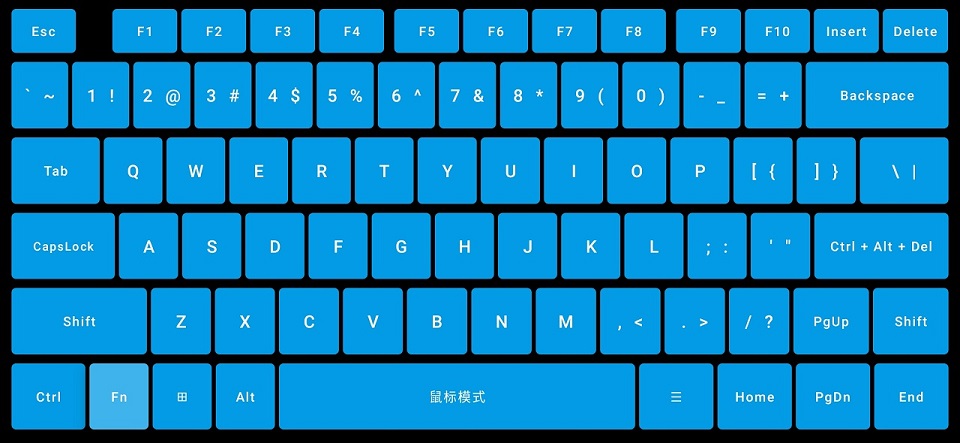 Esc F1 F2 F3 F4 F5 F6 F7 F8 F9 F10 Insert Delete
` ~ 1 ! 2 @ 3 # 4 $ 5 % 6 ^ 7 & 8 * 9 ( 0 ) - _ = + Backspace
Tab Q W E R T Y U I O P [ { ] } \ |
CapsLock A S D F G H J K L ; : ' " Ctrl + Alt + Del
Shift Z X C V B N M , < . > / ? PgUp Shift
Ctrl Fn ⊞ Alt 鼠标模式 ☰ Home PgDn End